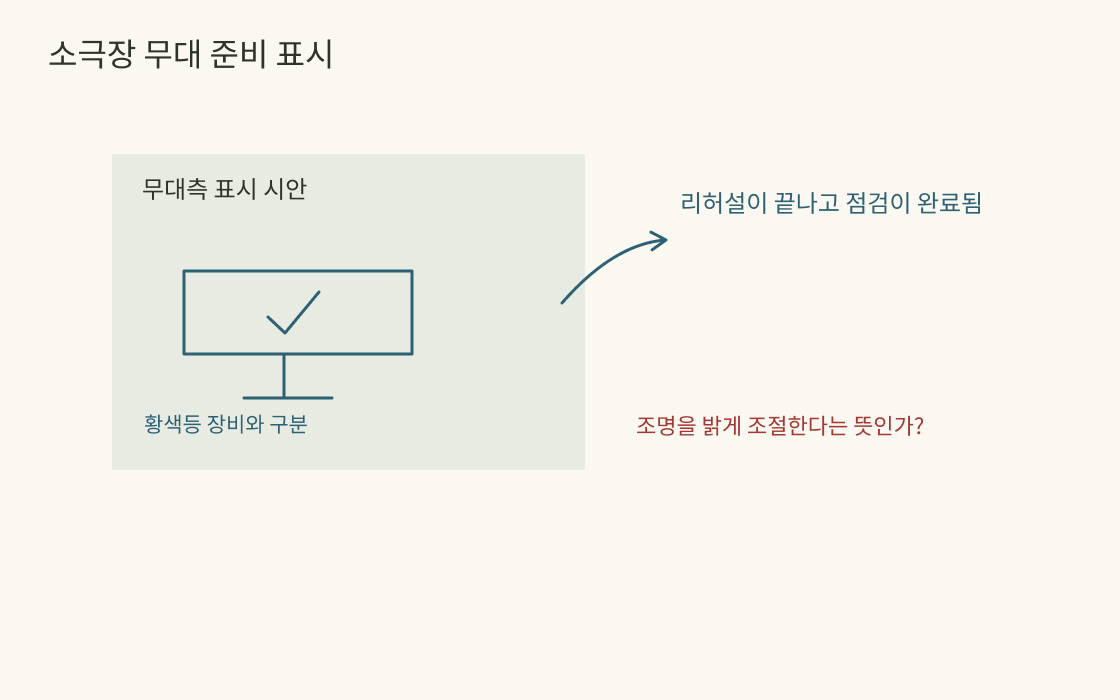 소극장 무대 준비 표시
무대측 표시 시안
리허설이 끝나고 점검이 완료됨
황색등 장비와 구분
조명을 밝게 조절한다는 뜻인가?